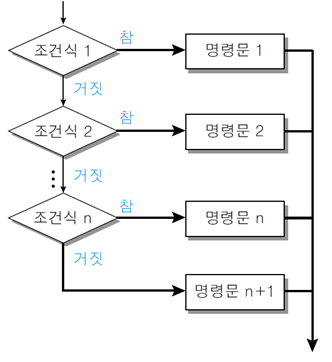 조건식 1
참
명령문 1
거짓
조건식 2
참
명령문 2
거짓
조건식 n
참
명령문 n
거짓
명령문 n+1